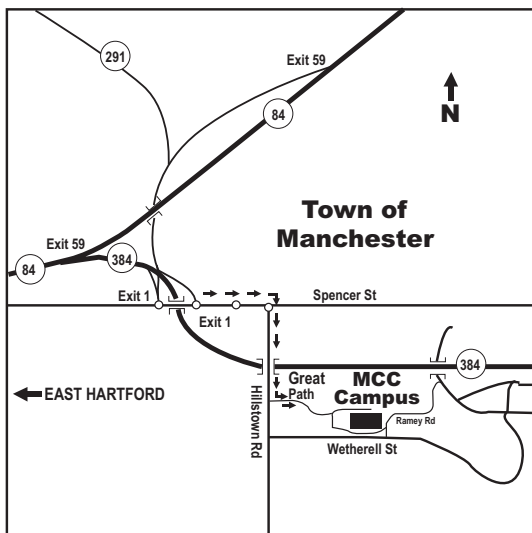 291
Exit 59
84
N
Town of
Manchester
Exit 59
384
84
Exit 1
Spencer St
Exit 1
384
Great
Path
MCC
Campus
EAST HARTFORD
Hillstown Rd
Ramey Rd
Wetherell St